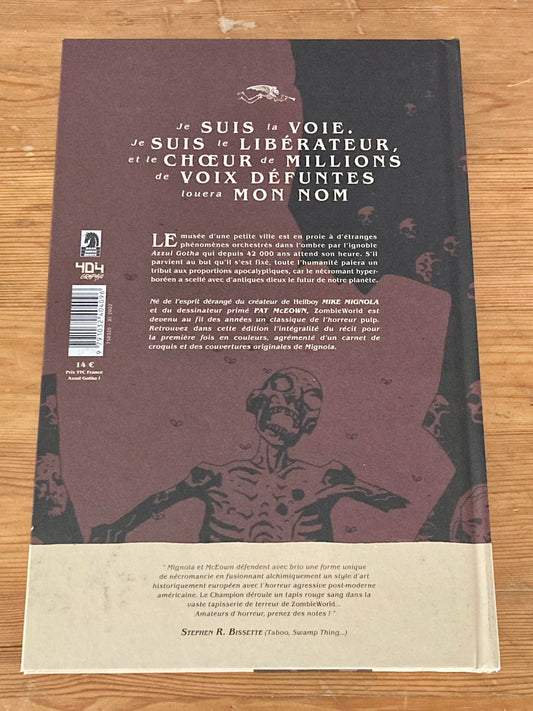 Je SUIS la VOIE.
Je SUIS le LIBÉRATEUR,
et le CHŒUR de MILLIONS
de VOIX DÉFUNTES
louera MON NOM
LE musée d'une petite ville est en proie à d'étranges
phénomènes orchestrés dans l'ombre par l'ignoble
Azzul Gotha qui depuis 42 000 ans attend son heure. S'il
parvient au but qu'il s'est fixé, toute l'humanité paiera un
tribut aux proportions apocalyptiques, car le nécromant hyper-
boréen a scellé avec d'antiques dieux le futur de notre planète.
Né de l'esprit dérangé du créateur de Hellboy MIKE MIGNOLA
et du dessinateur primé PAT McEOWN, ZombieWorld est
devenu au fil des années un classique de l'horreur pulp.
Retrouvez dans cette édition l'intégralité du récit pour
la première fois en couleurs, agrémenté d'un carnet de
croquis et des couvertures originales de Mignola.
404
9 791032 404096
14 €
Prix TTC France
Azzul Gotha !
" Mignola et McEown défendent avec brio une forme unique
de nécromancie en fusionnant alchimiquement un style d'art
historiquement européen avec l'horreur agressive post-moderne
américaine. Le Champion déroule un tapis rouge sang dans la
vaste tapisserie de terreur de ZombieWorld...
Amateurs d'horreur, prenez des notes ! "
STEPHEN R. BISSETTE (Taboo, Swamp Thing...)